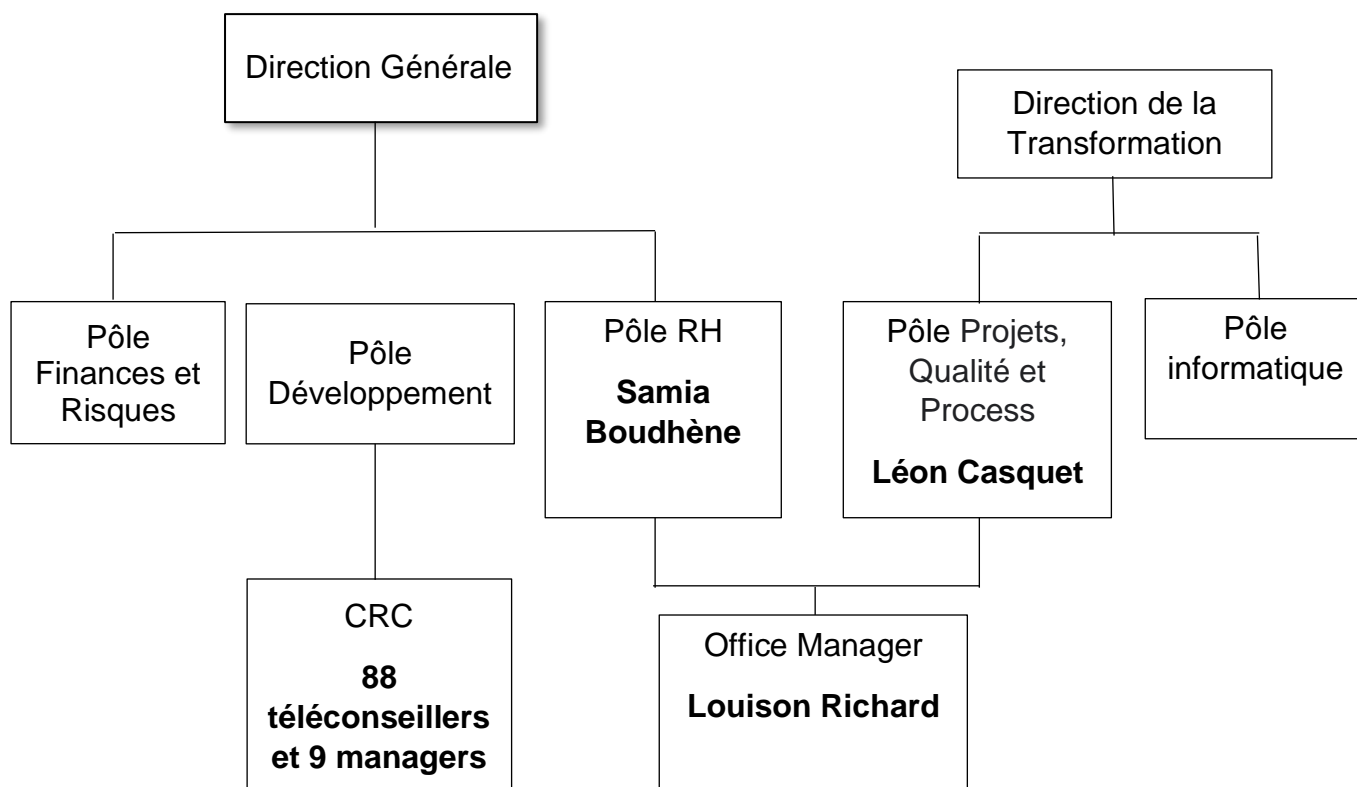 Direction Générale
Direction de la
Transformation
Pôle
Finances et
Risques
Pôle
Développement
Pôle RH
Samia
Boudhène
Pôle Projets,
Qualité et
Process
Léon Casquet
Pôle
informatique
CRC
88
téléconseillers
et 9 managers
Office Manager
Louison Richard